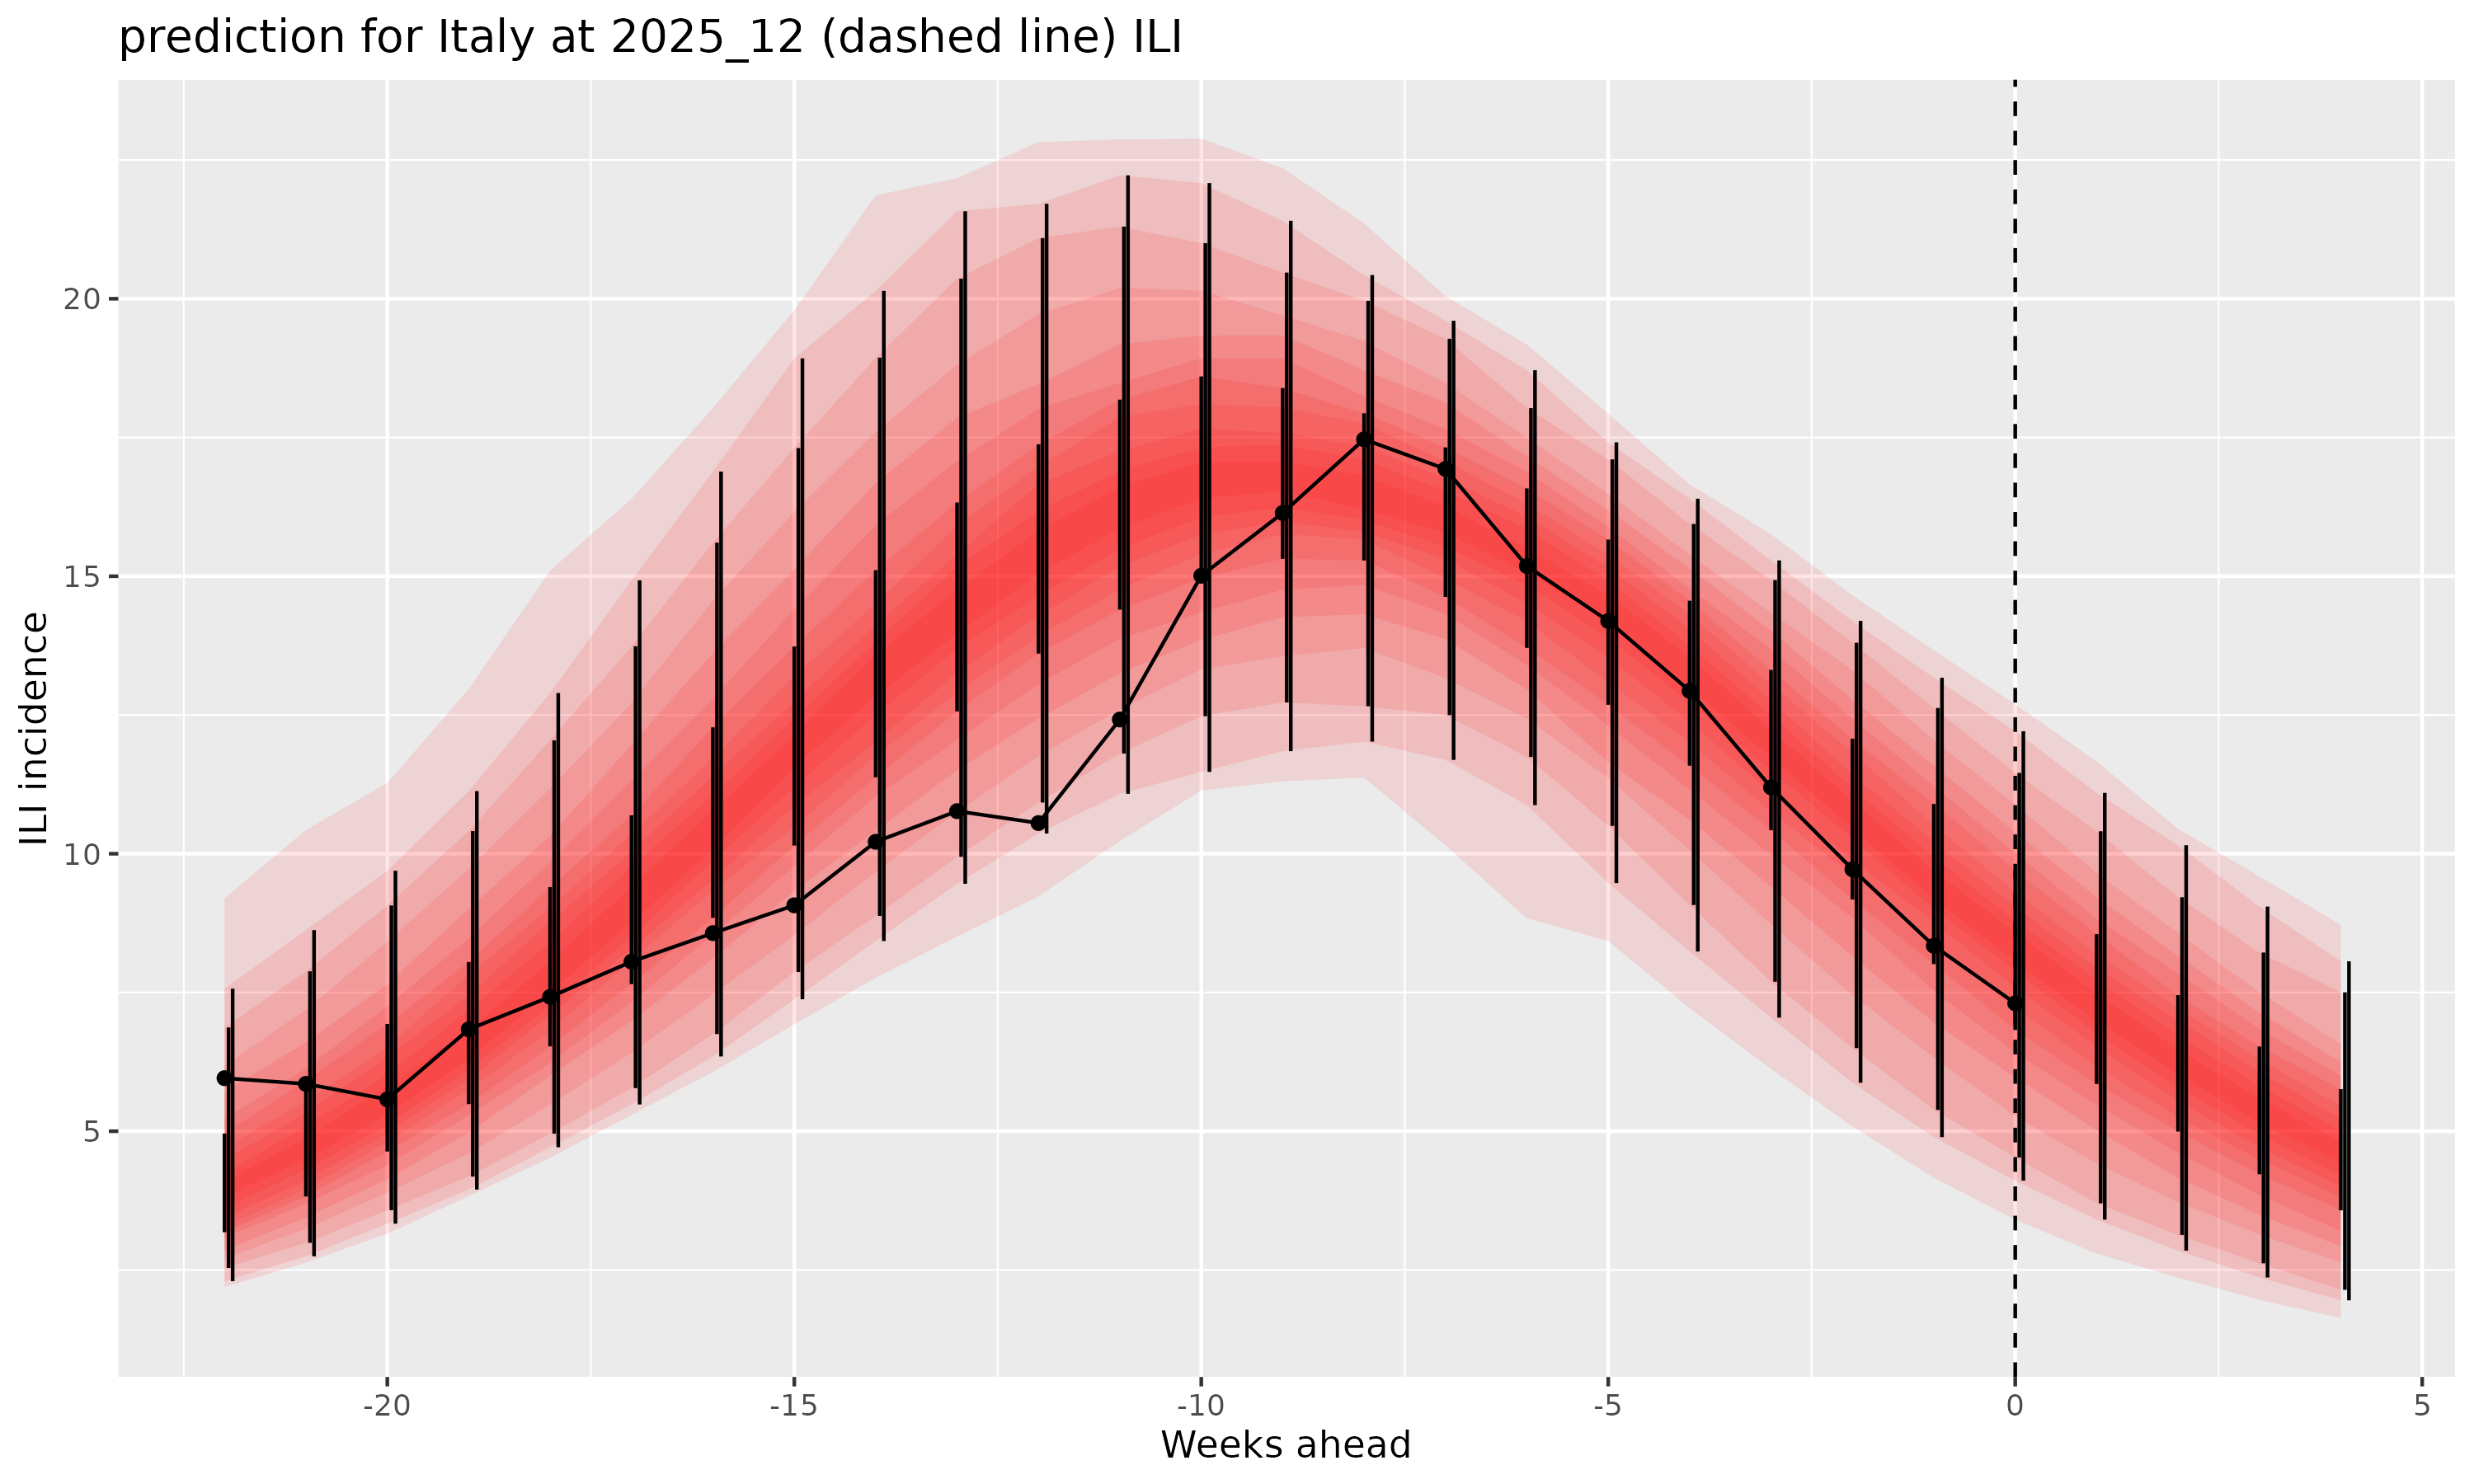 prediction for Italy at 2025_12 (dashed line) ILI
ILI incidence
20
15
10
5
-20 -15 -10 -5 0 5
Weeks ahead